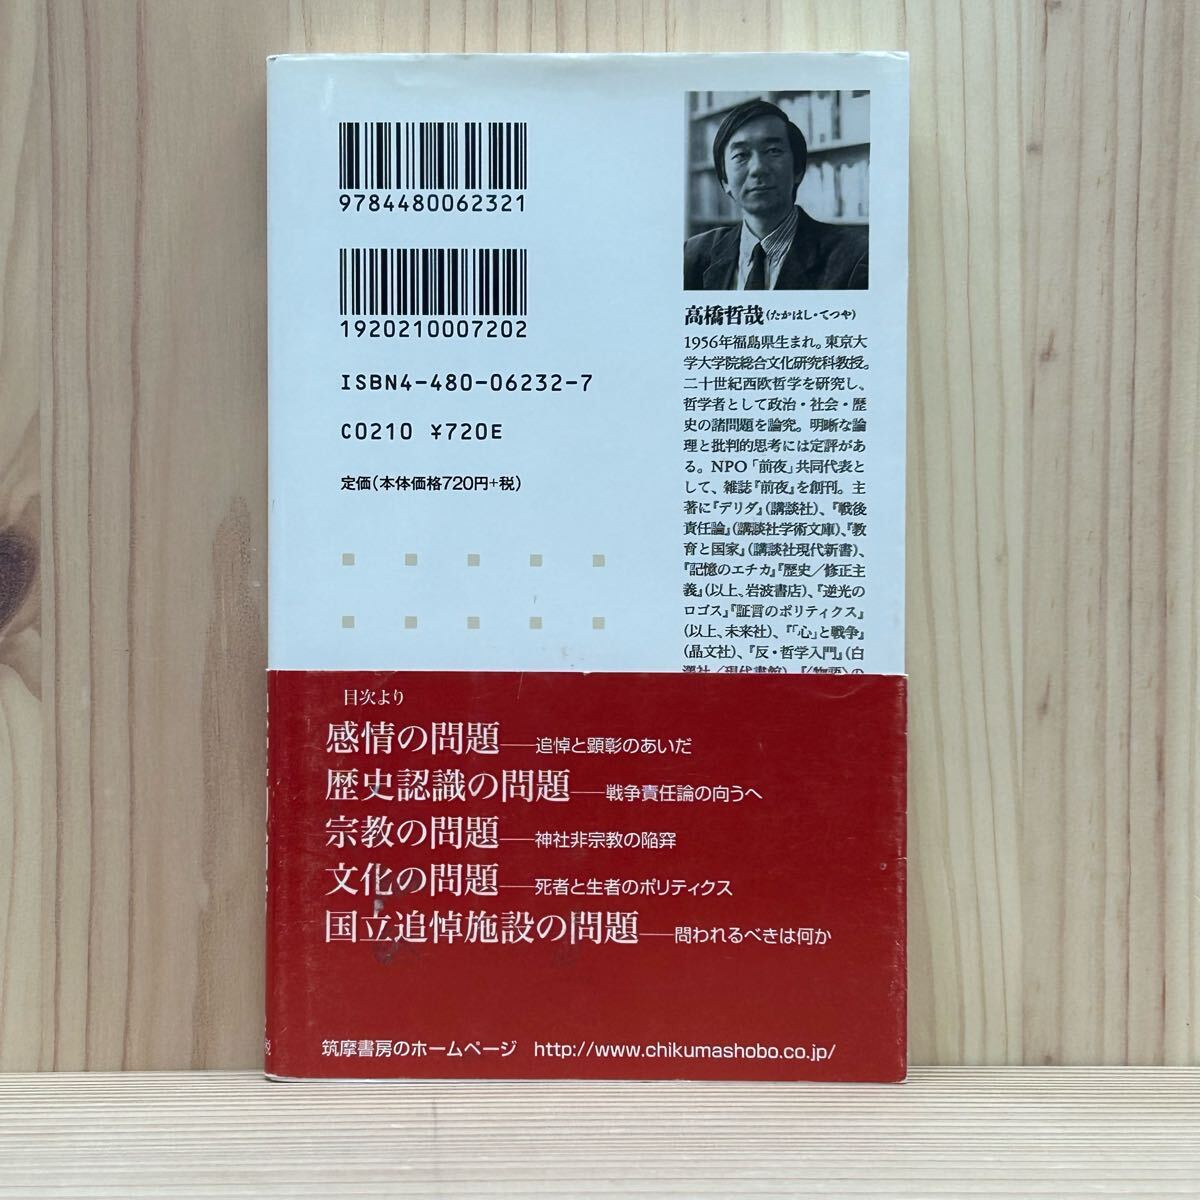 9784480062321
1920210007202
ISBN4-480-06232-7
C0210 ¥720E
定価(本体価格720円+税)
高橋哲哉(たかはし・てつや)
1956年福島県生まれ。東京大
学大学院総合文化研究科教授。
二十世紀西欧哲学を研究し、
哲学者として政治・社会・歴
史の諸問題を論究。明晰な論
理と批判的思考には定評があ
る。NPO「前夜」共同代表と
して、雑誌『前夜』を創刊。主
著に『デリダ』(講談社)、『戦後
責任論』(講談社学術文庫)、『教
育と国家』(講談社現代新書)、
『記憶のエチカ』『歴史/修正主
義』(以上、岩波書店)、『逆光の
ロゴス』『証言のポリティクス』
(以上、未来社)、『「心」と戦争』
(晶文社)、『反・哲学入門』(白
澤社/現代書館)、『〈物語〉の
目次より
感情の問題――追悼と顕彰のあいだ
歴史認識の問題――戦争責任論の向うへ
宗教の問題――神社非宗教の陥穽
文化の問題――死者と生者のポリティクス
国立追悼施設の問題――問われるべきは何か
筑摩書房のホームページ http://www.chikumashobo.co.jp/